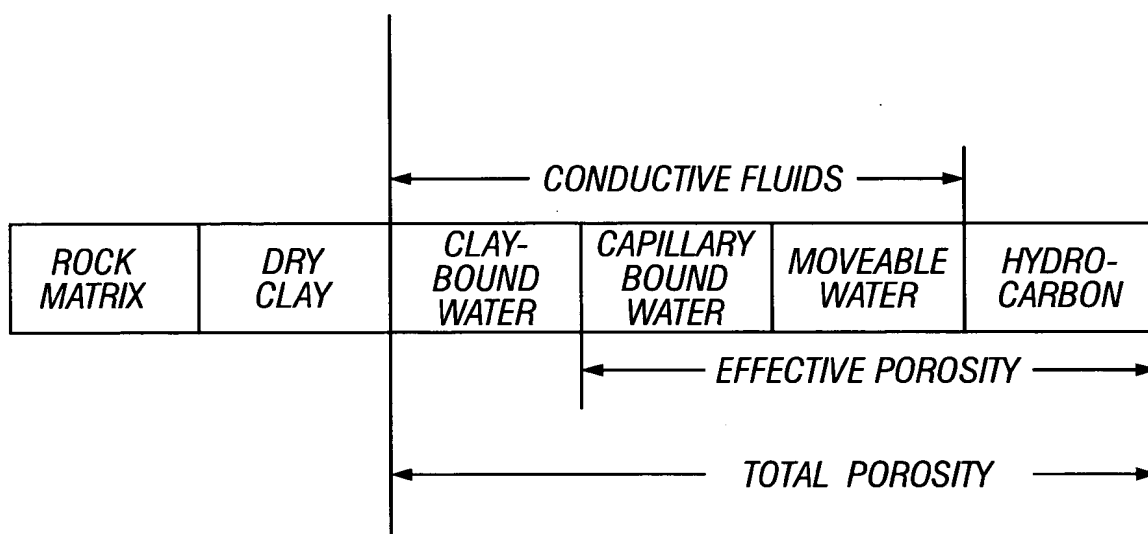 CONDUCTIVE FLUIDS
ROCK
MATRIX
DRY
CLAY
CLAY-
BOUND
WATER
CAPILLARY
BOUND
WATER
MOVEABLE
WATER
HYDRO-
CARBON
EFFECTIVE POROSITY
TOTAL POROSITY